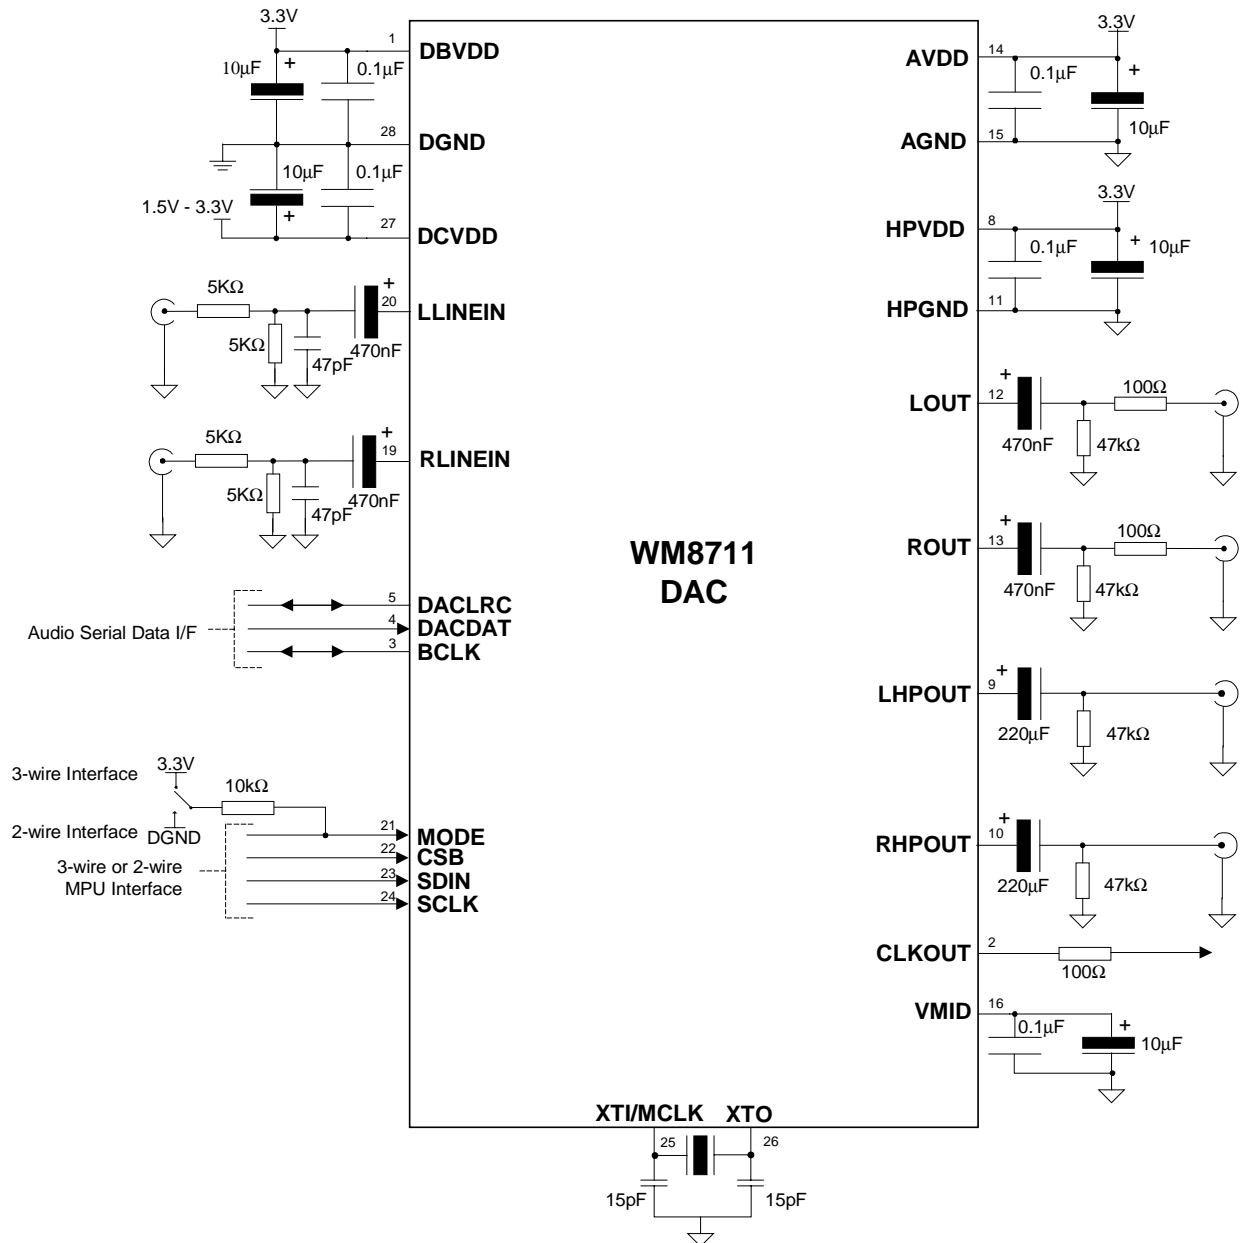 3.3V
1
DBVDD
10µF
+
0.1µF
28
DGND
10µF
0.1µF
1.5V - 3.3V
+
27
DCVDD
5KΩ
+
20
LLINEIN
5KΩ
47pF
470nF
5KΩ
+
19
RLINEIN
5KΩ
47pF
470nF
5
DACLRC
Audio Serial Data I/F
4
DACDAT
3
BCLK
3-wire Interface
3.3V
10kΩ
2-wire Interface
DGND
21
MODE
3-wire or 2-wire
MPU Interface
22
CSB
23
SDIN
24
SCLK
WM8711
DAC
3.3V
AVDD
14
0.1µF
+
10µF
AGND
15
3.3V
HPVDD
8
0.1µF
+
10µF
HPGND
11
LOUT
12
+
470nF
100Ω
47kΩ
ROUT
13
+
470nF
100Ω
47kΩ
LHPOUT
9
+
220µF
47kΩ
RHPOUT
10
+
220µF
47kΩ
CLKOUT
2
100Ω
VMID
16
0.1µF
+
10µF
XTI/MCLK
XTO
25
26
15pF
15pF